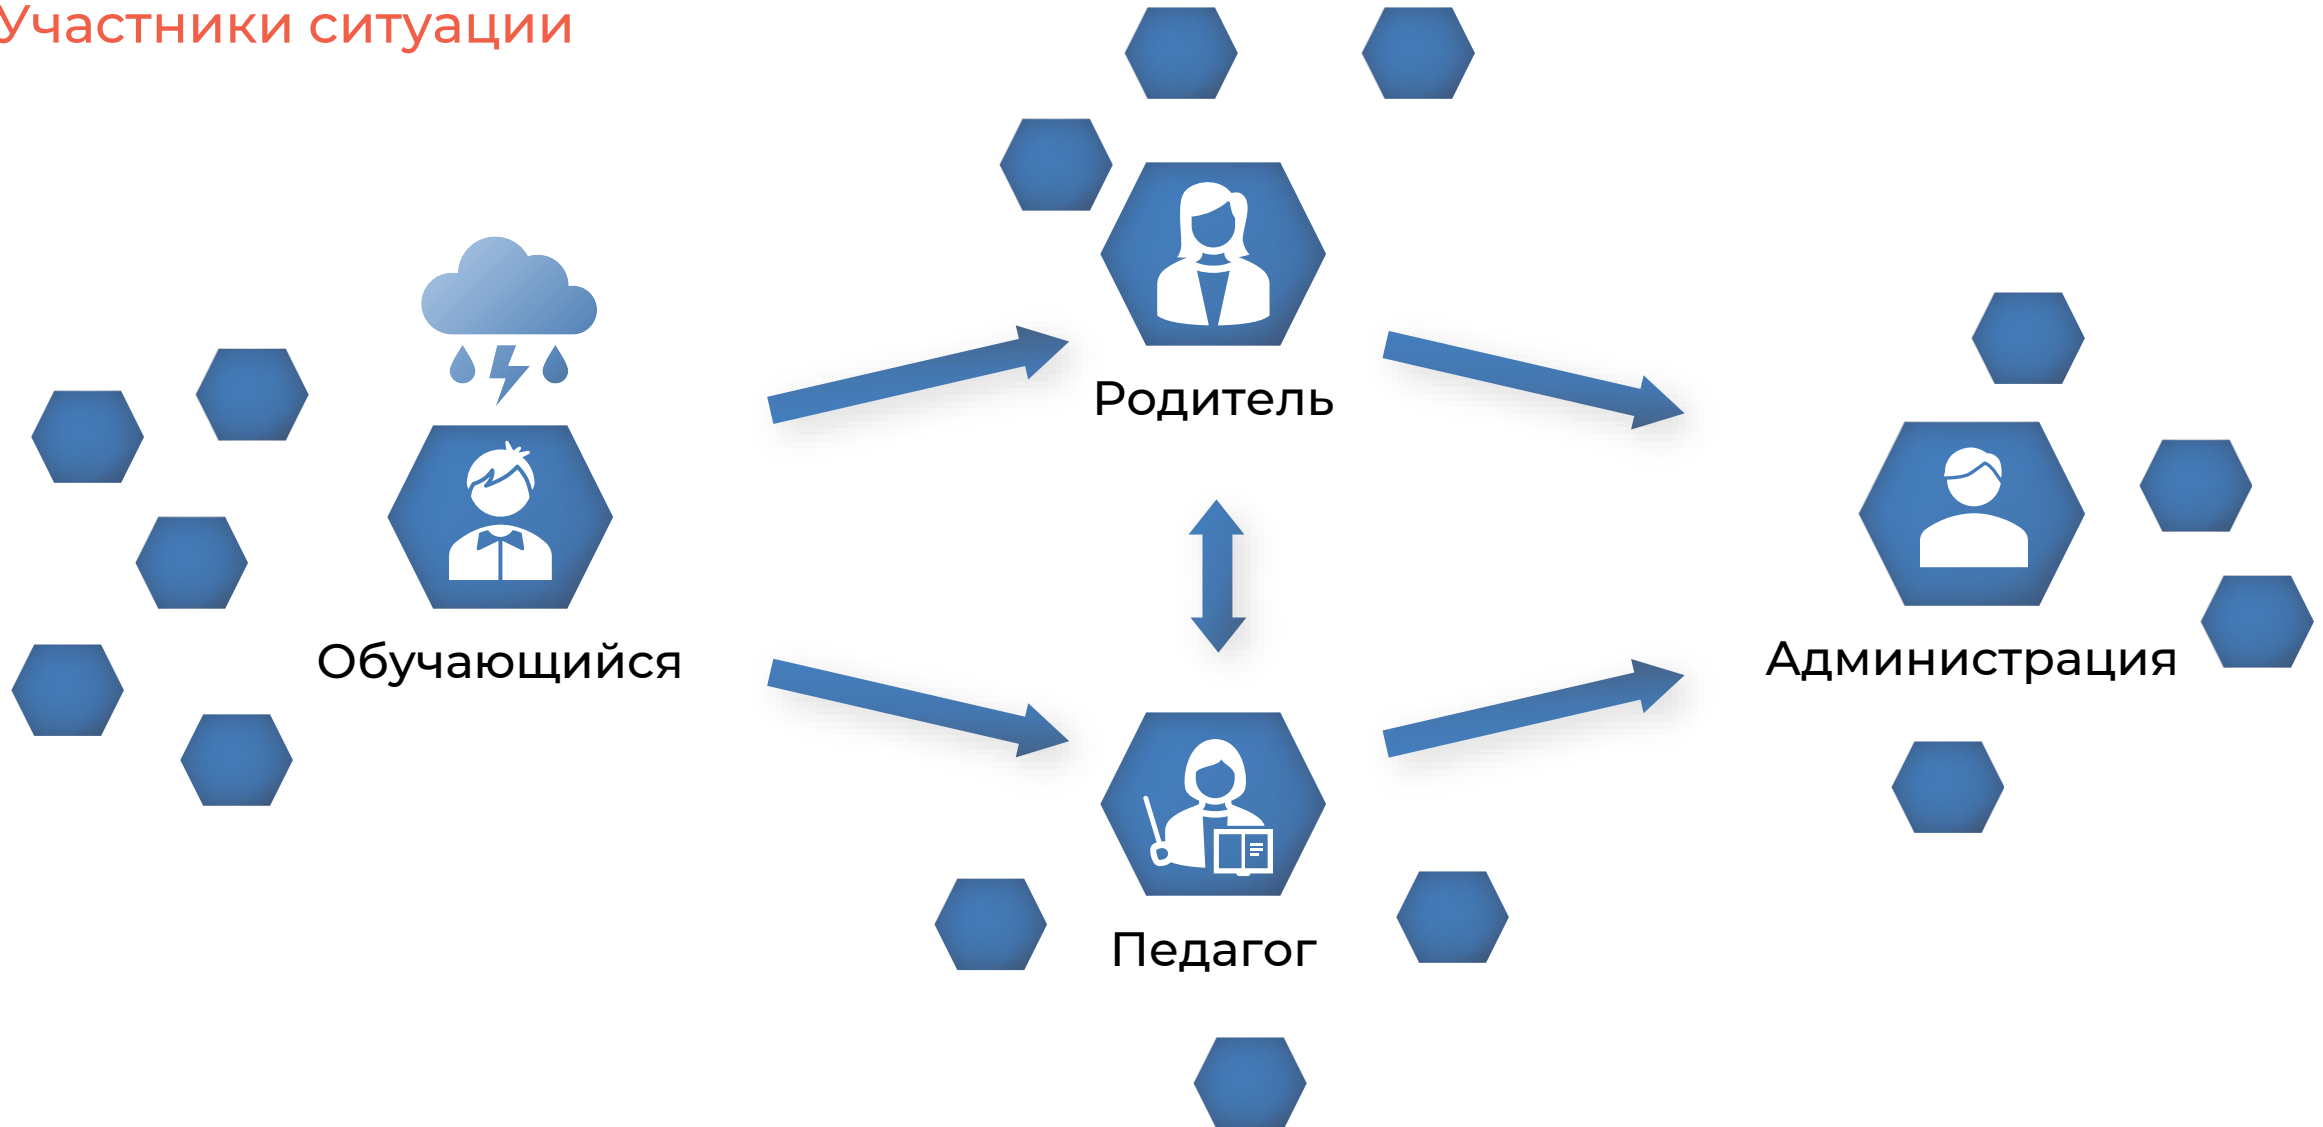 Участники ситуации
Родитель
Обучающийся
Администрация
Педагог